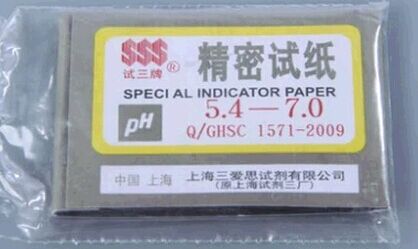 SSS
试三牌®
精密试纸
SPECIAL INDICATOR PAPER
pH
5.4—7.0
Q/GHSC 1571-2009
中国 上海
上海三爱思试剂有限公司
(原上海试剂三厂)